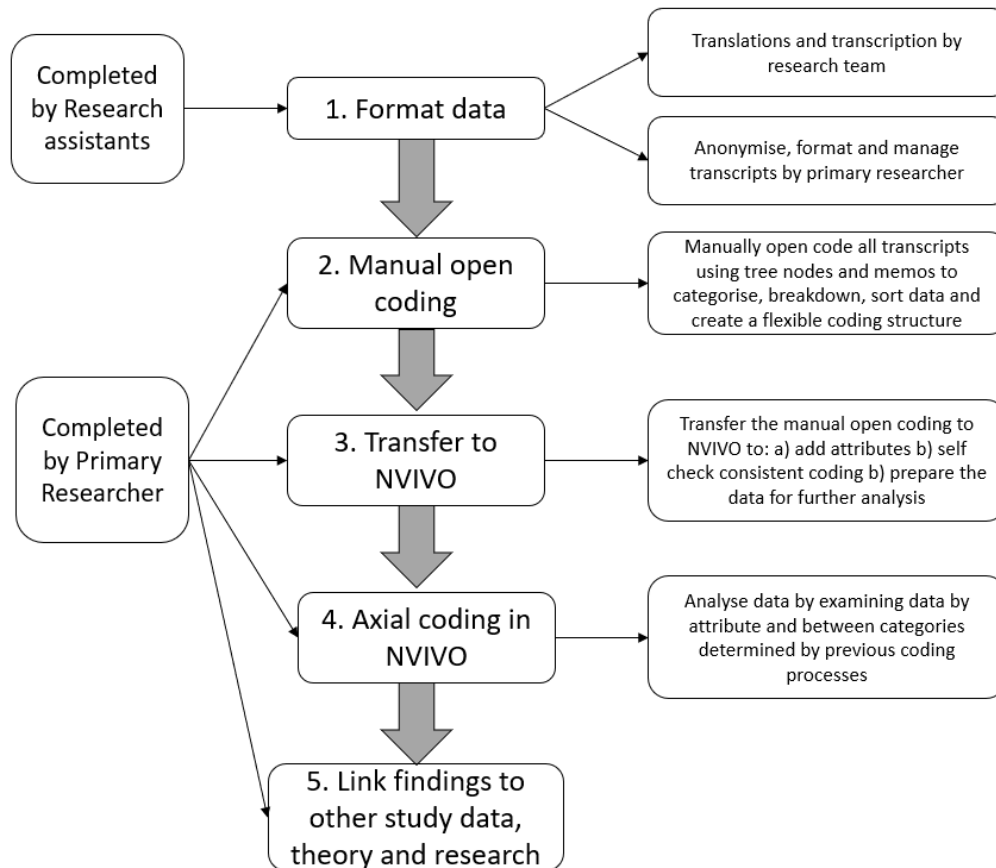 Completed
by Research
assistants
1. Format data
Translations and transcription by
research team
Anonymise, format and manage
transcripts by primary researcher
2. Manual open
coding
Manually open code all transcripts
using tree nodes and memos to
categorise, breakdown, sort data and
create a flexible coding structure
Completed
by Primary
Researcher
3. Transfer to
NVIVO
Transfer the manual open coding to
NVIVO to: a) add attributes b) self
check consistent coding b) prepare the
data for further analysis
4. Axial coding in
NVIVO
Analyse data by examining data by
attribute and between categories
determined by previous coding
processes
5. Link findings to
other study data,
theory and research